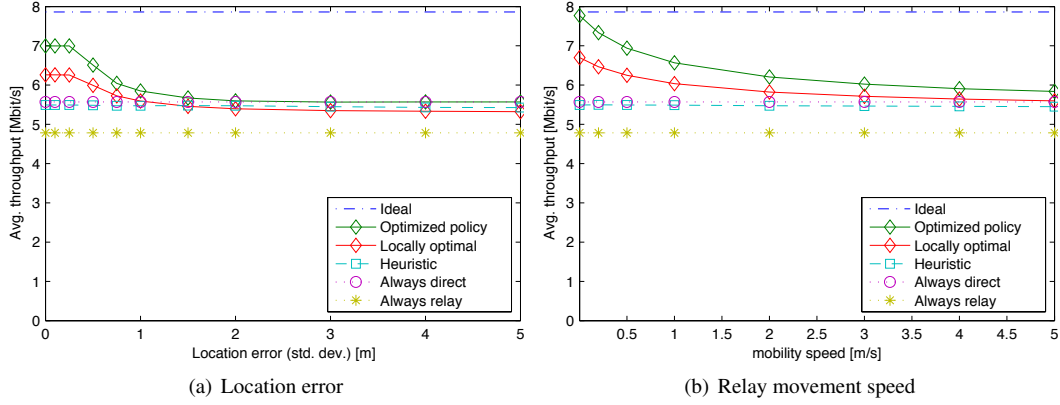 8
7
6
5
4
3
2
1
0
Avg. throughput [Mbit/s]
Ideal
Optimized policy
Locally optimal
Heuristic
Always direct
Always relay
0 1 2 3 4 5
Location error (std. dev.) [m]
(a) Location error
8
7
6
5
4
3
2
1
0
Avg. throughput [Mbit/s]
Ideal
Optimized policy
Locally optimal
Heuristic
Always direct
Always relay
0.5 1 1.5 2 2.5 3 3.5 4 4.5 5
mobility speed [m/s]
(b) Relay movement speed